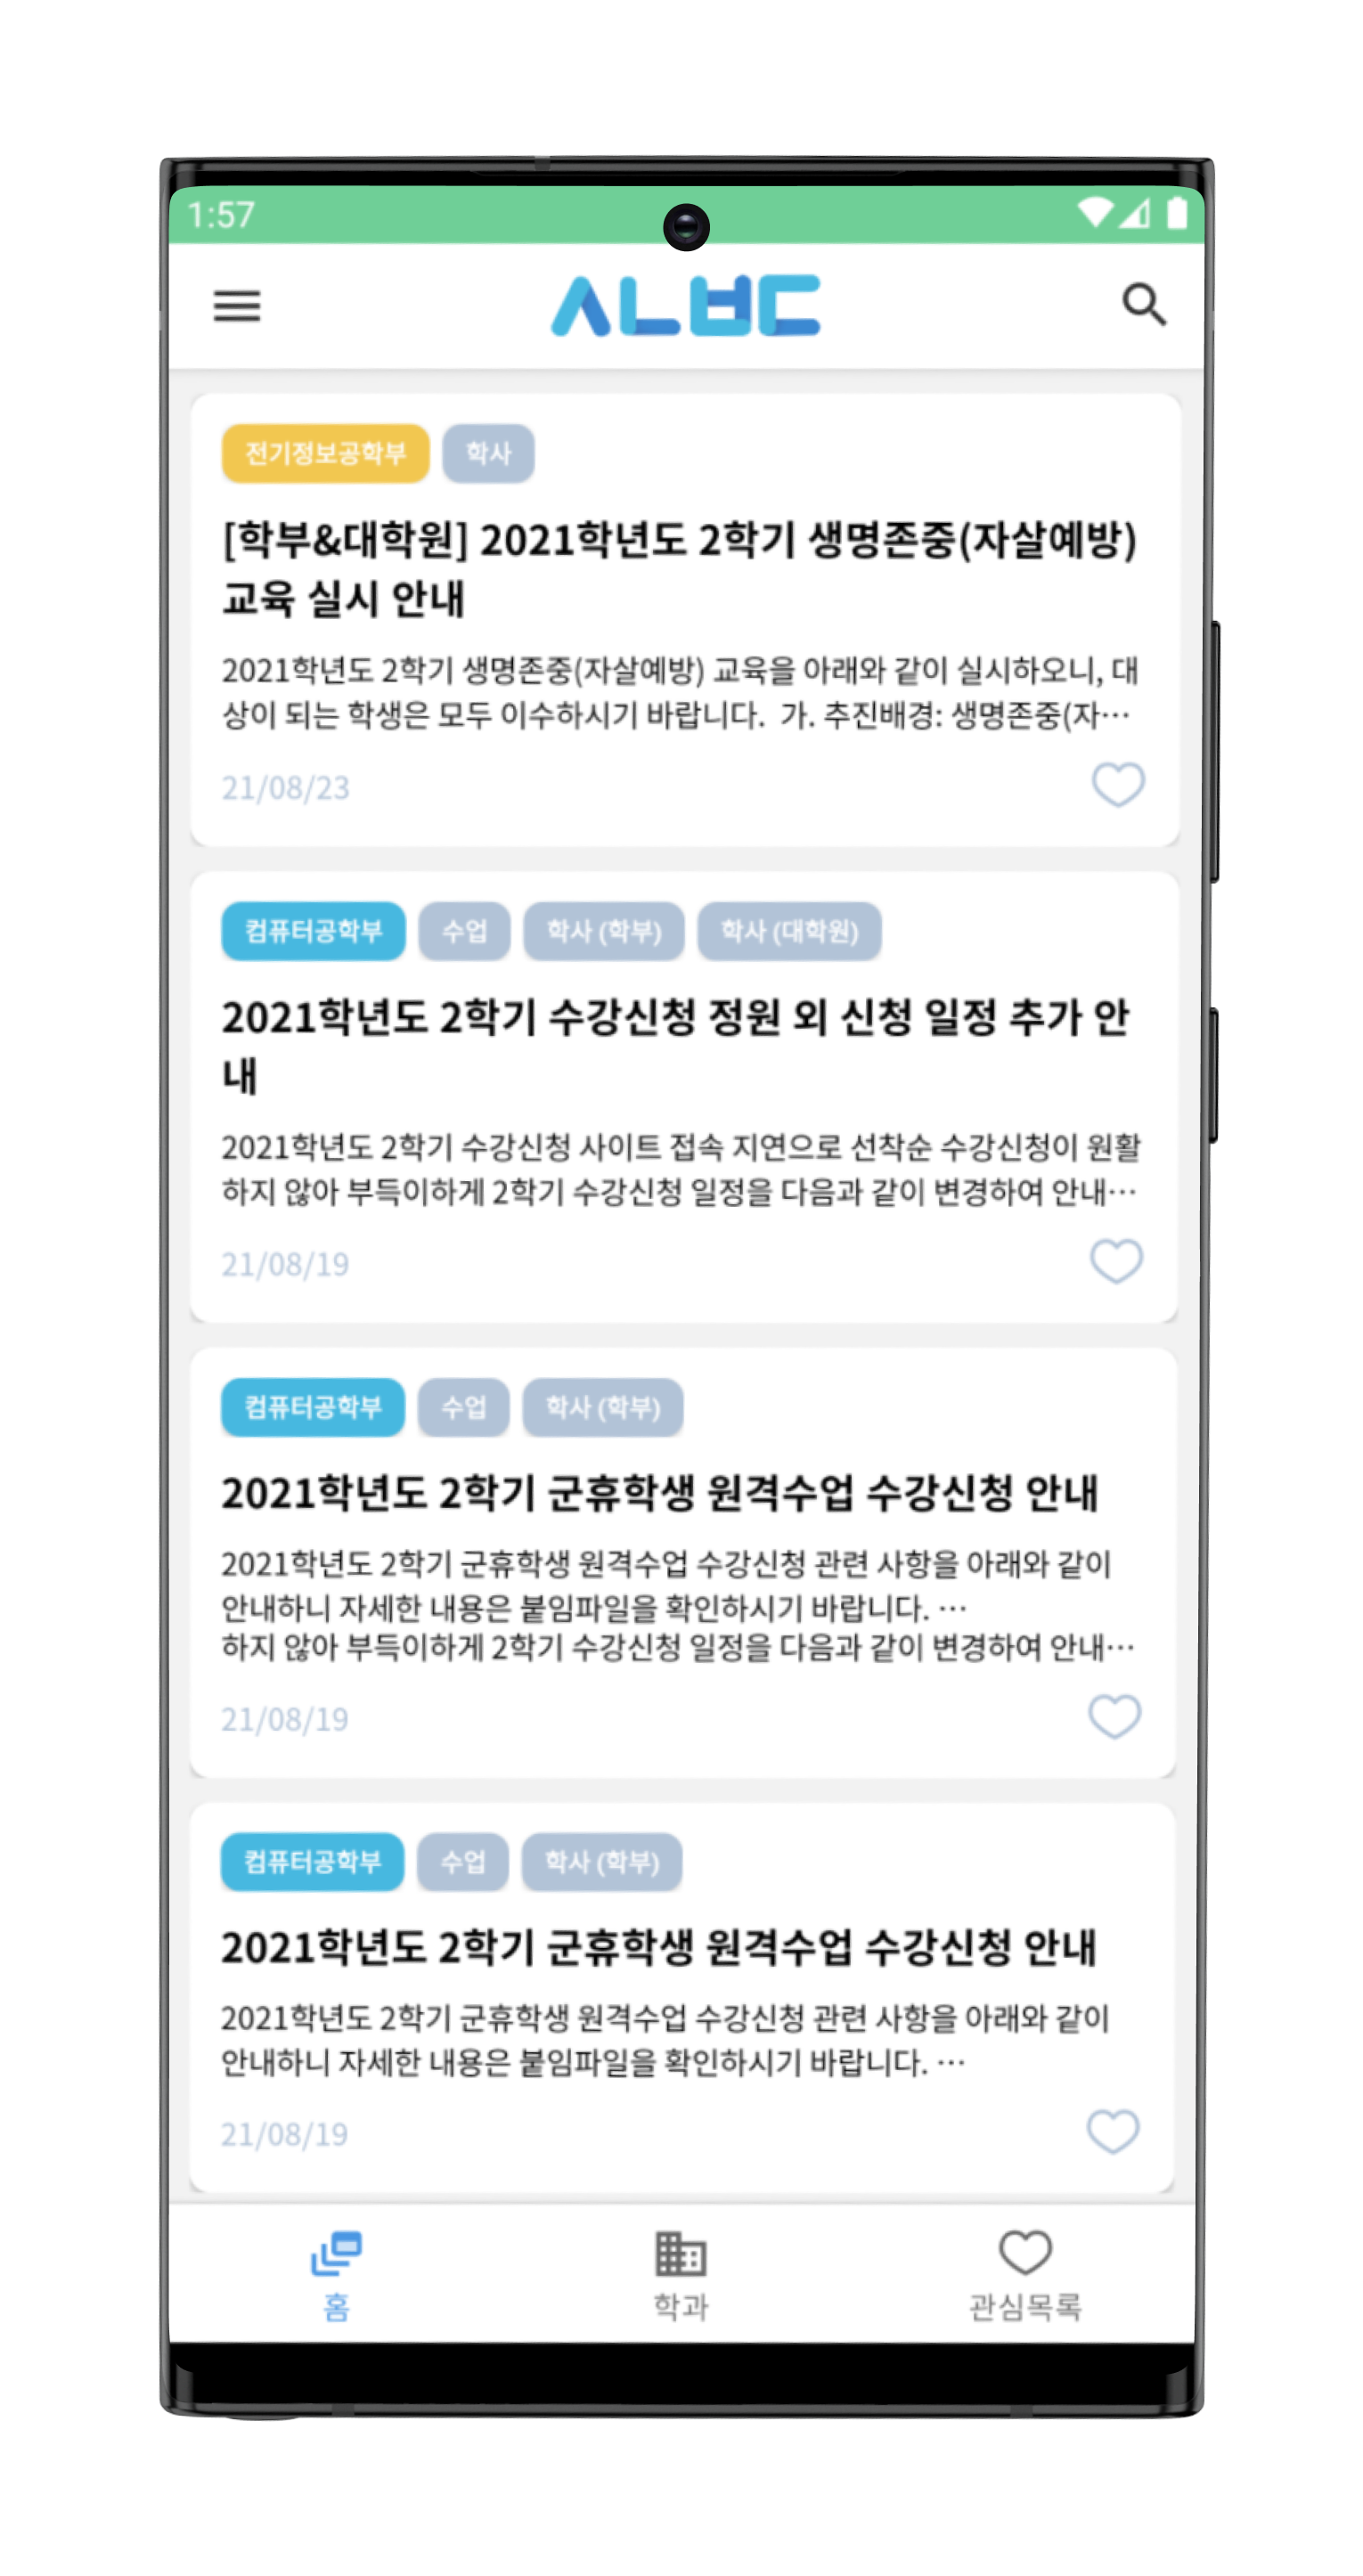 1:57
ㅅㄴㅂㄷ
전기정보공학부 학사
[학부&대학원] 2021학년도 2학기 생명존중(자살예방)
교육 실시 안내
2021학년도 2학기 생명존중(자살예방) 교육을 아래와 같이 실시하오니, 대
상이 되는 학생은 모두 이수하시기 바랍니다. 가. 추진배경: 생명존중(자…
21/08/23
컴퓨터공학부 수업 학사 (학부) 학사 (대학원)
2021학년도 2학기 수강신청 정원 외 신청 일정 추가 안
내
2021학년도 2학기 수강신청 사이트 접속 지연으로 선착순 수강신청이 원활
하지 않아 부득이하게 2학기 수강신청 일정을 다음과 같이 변경하여 안내…
21/08/19
컴퓨터공학부 수업 학사 (학부)
2021학년도 2학기 군휴학생 원격수업 수강신청 안내
2021학년도 2학기 군휴학생 원격수업 수강신청 관련 사항을 아래와 같이
안내하니 자세한 내용은 붙임파일을 확인하시기 바랍니다. …
하지 않아 부득이하게 2학기 수강신청 일정을 다음과 같이 변경하여 안내…
21/08/19
컴퓨터공학부 수업 학사 (학부)
2021학년도 2학기 군휴학생 원격수업 수강신청 안내
2021학년도 2학기 군휴학생 원격수업 수강신청 관련 사항을 아래와 같이
안내하니 자세한 내용은 붙임파일을 확인하시기 바랍니다. …
21/08/19
홈 학과 관심목록